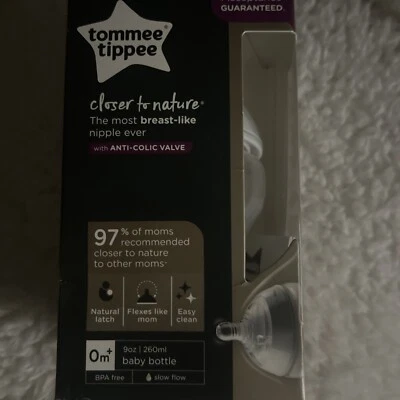 GUARANTEED.
tommee
tippee
closer to nature®
The most breast-like
nipple ever
with ANTI-COLIC VALVE
97% of moms
recommended
closer to nature
to other moms*
Natural
latch
Flexes like
mom
Easy
clean
0m+
9oz | 260ml
baby bottle
BPA free
slow flow